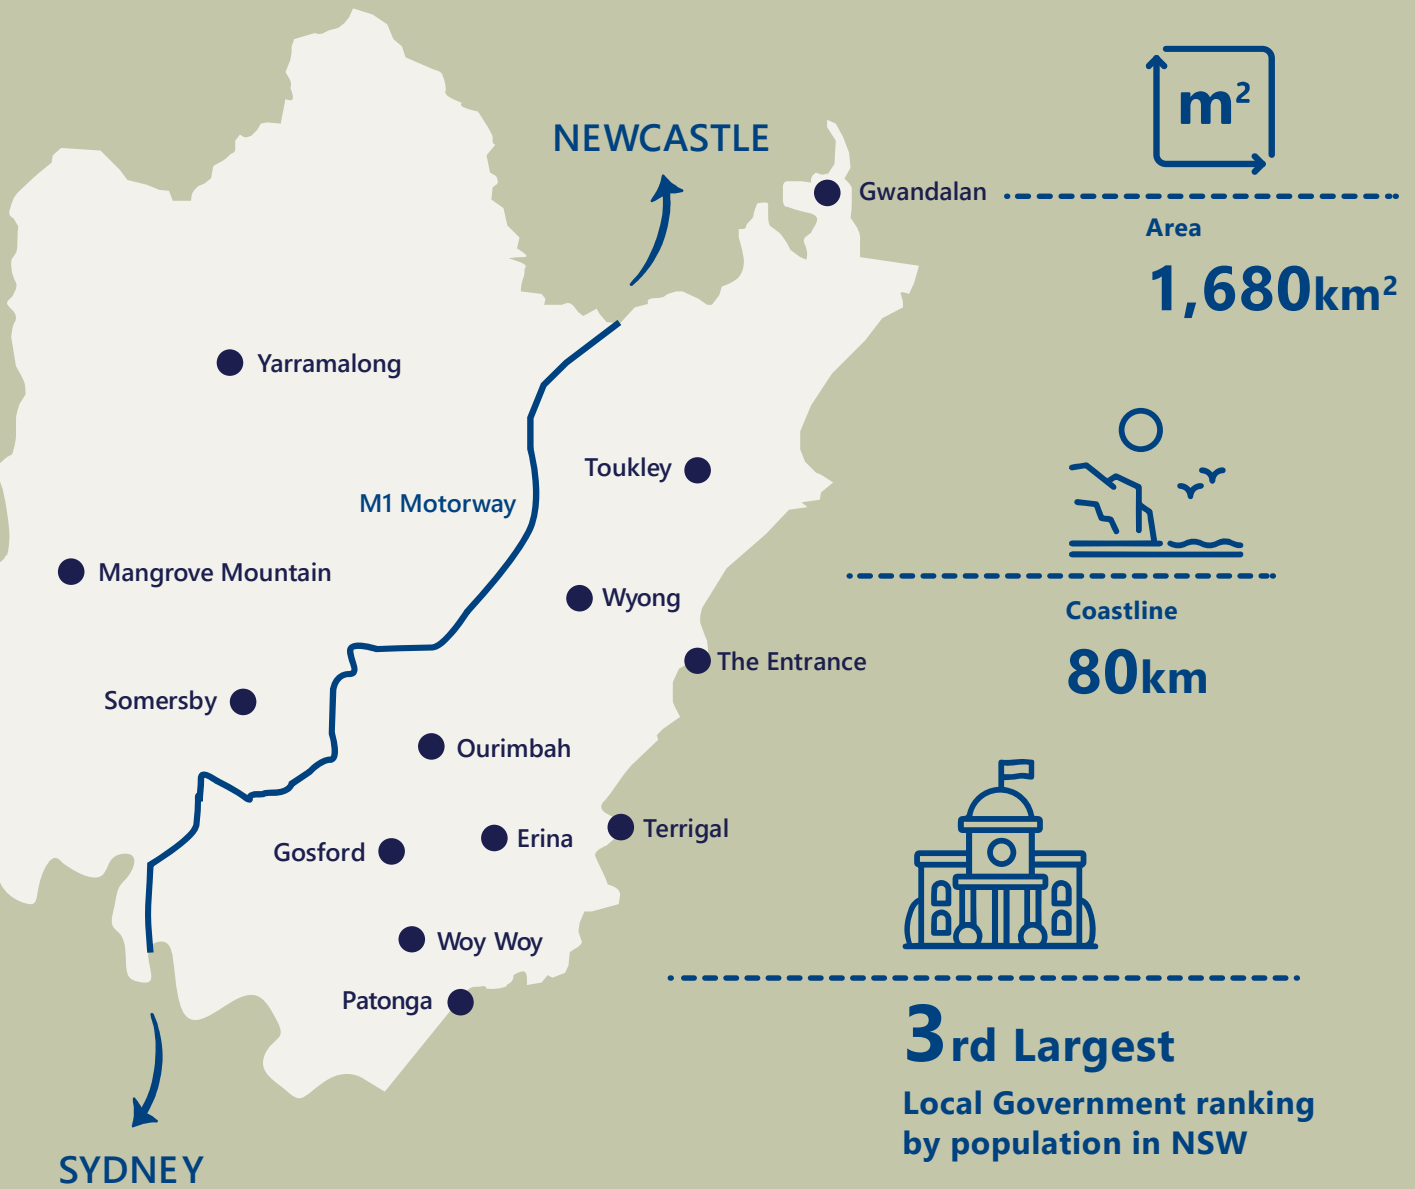 NEWCASTLE
Gwandalan
Yarramalong
Toukley
M1 Motorway
Mangrove Mountain
Wyong
The Entrance
Somersby
Ourimbah
Terrigal
Erina
Gosford
Woy Woy
Patonga
SYDNEY
m²
Area
1,680km²
Coastline
80km
3rd Largest
Local Government ranking
by population in NSW